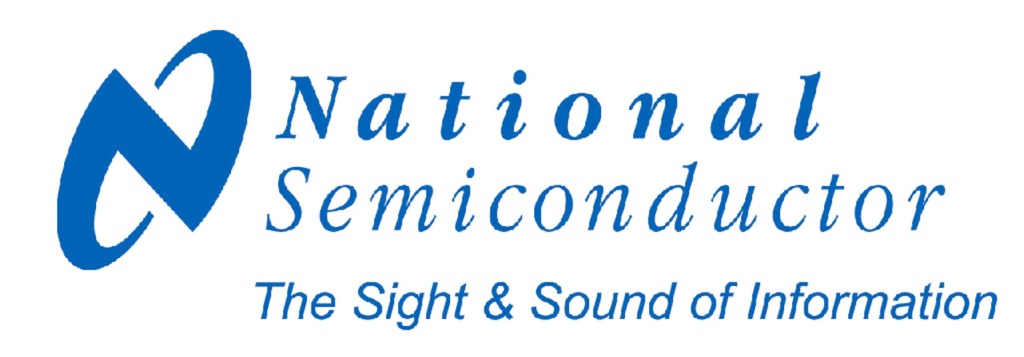 National
Semiconductor
The Sight & Sound of Information